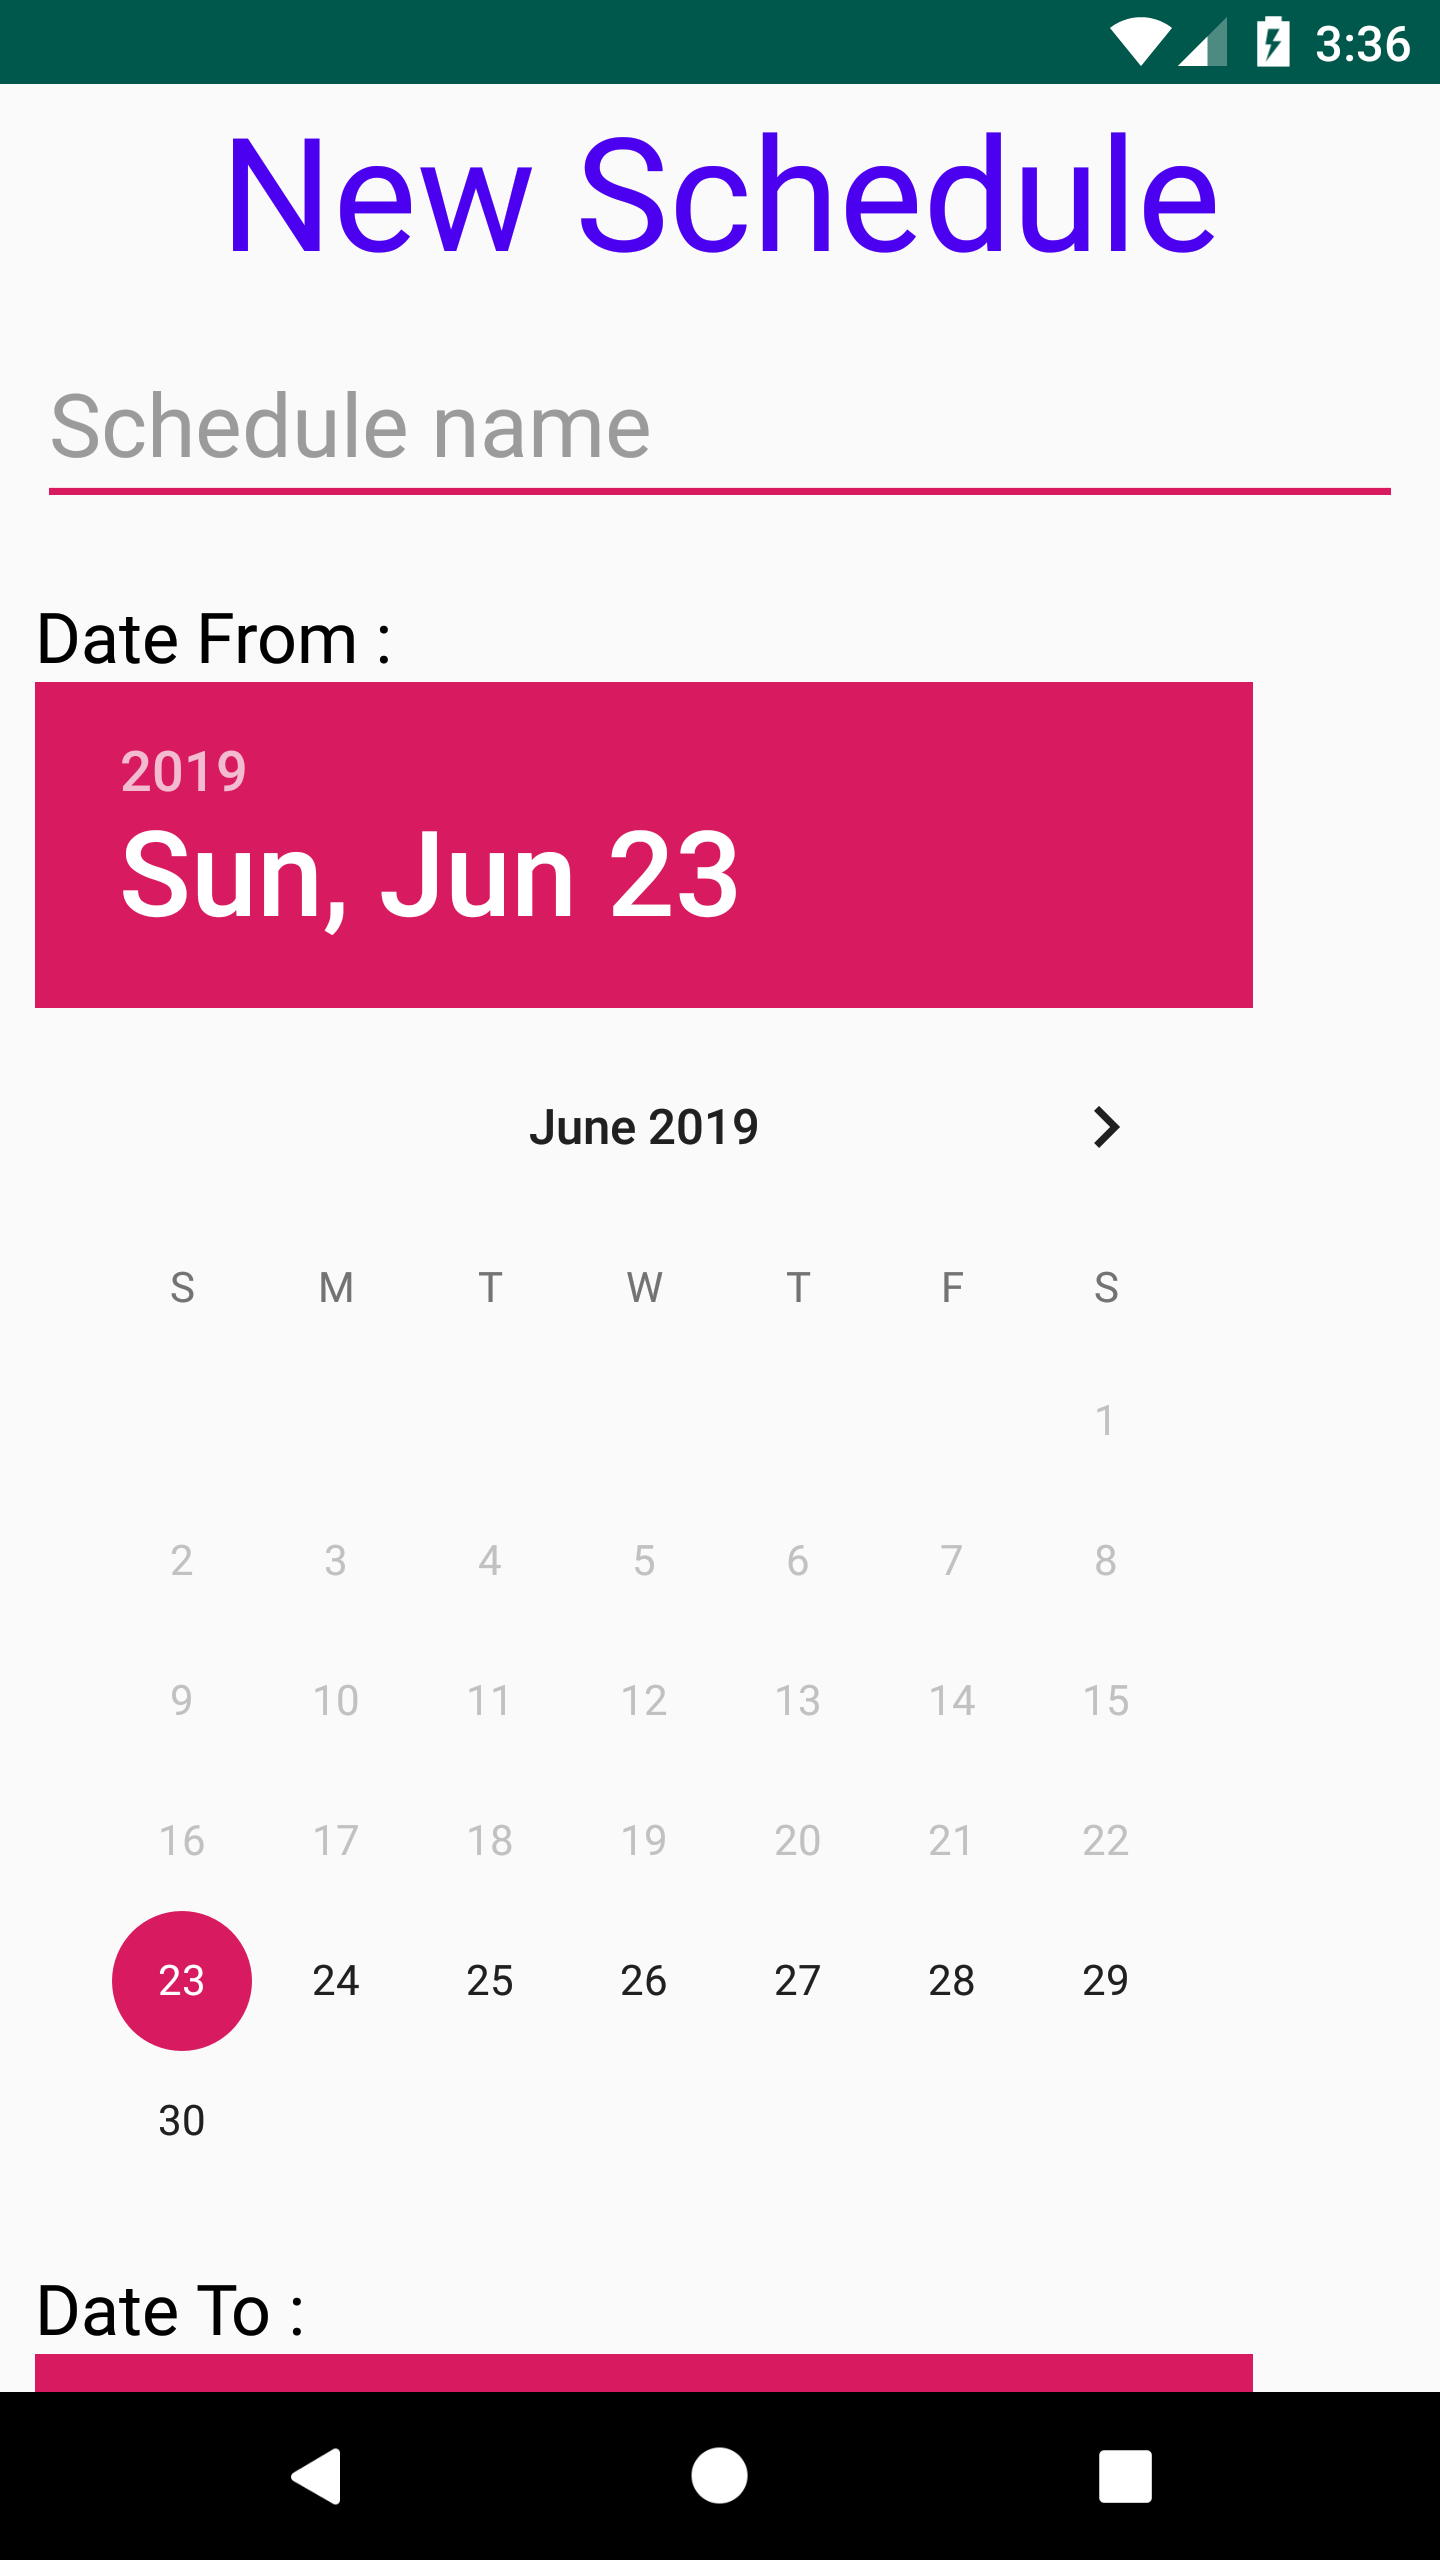 3:36
New Schedule
Schedule name
Date From :
2019
Sun, Jun 23
June 2019
S M T W T F S
1
2 3 4 5 6 7 8
9 10 11 12 13 14 15
16 17 18 19 20 21 22
23 24 25 26 27 28 29
30
Date To :